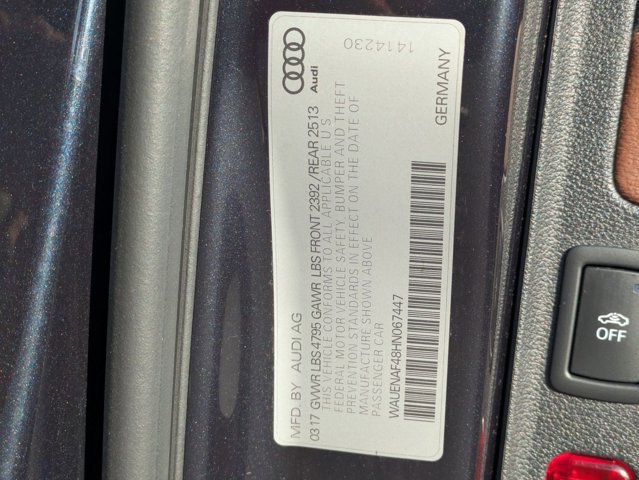 MFD. BY AUDI AG
0317 GVWR LBS 4795 GAWR LBS FRONT 2392 / REAR 2513
THIS VEHICLE CONFORMS TO ALL APPLICABLE U S
FEDERAL MOTOR VEHICLE SAFETY, BUMPER AND THEFT
PREVENTION STANDARDS IN EFFECT ON THE DATE OF
MANUFACTURE SHOWN ABOVE
PASSENGER CAR
WAUENAF48HN067447
1414230
Audi
GERMANY
OFF